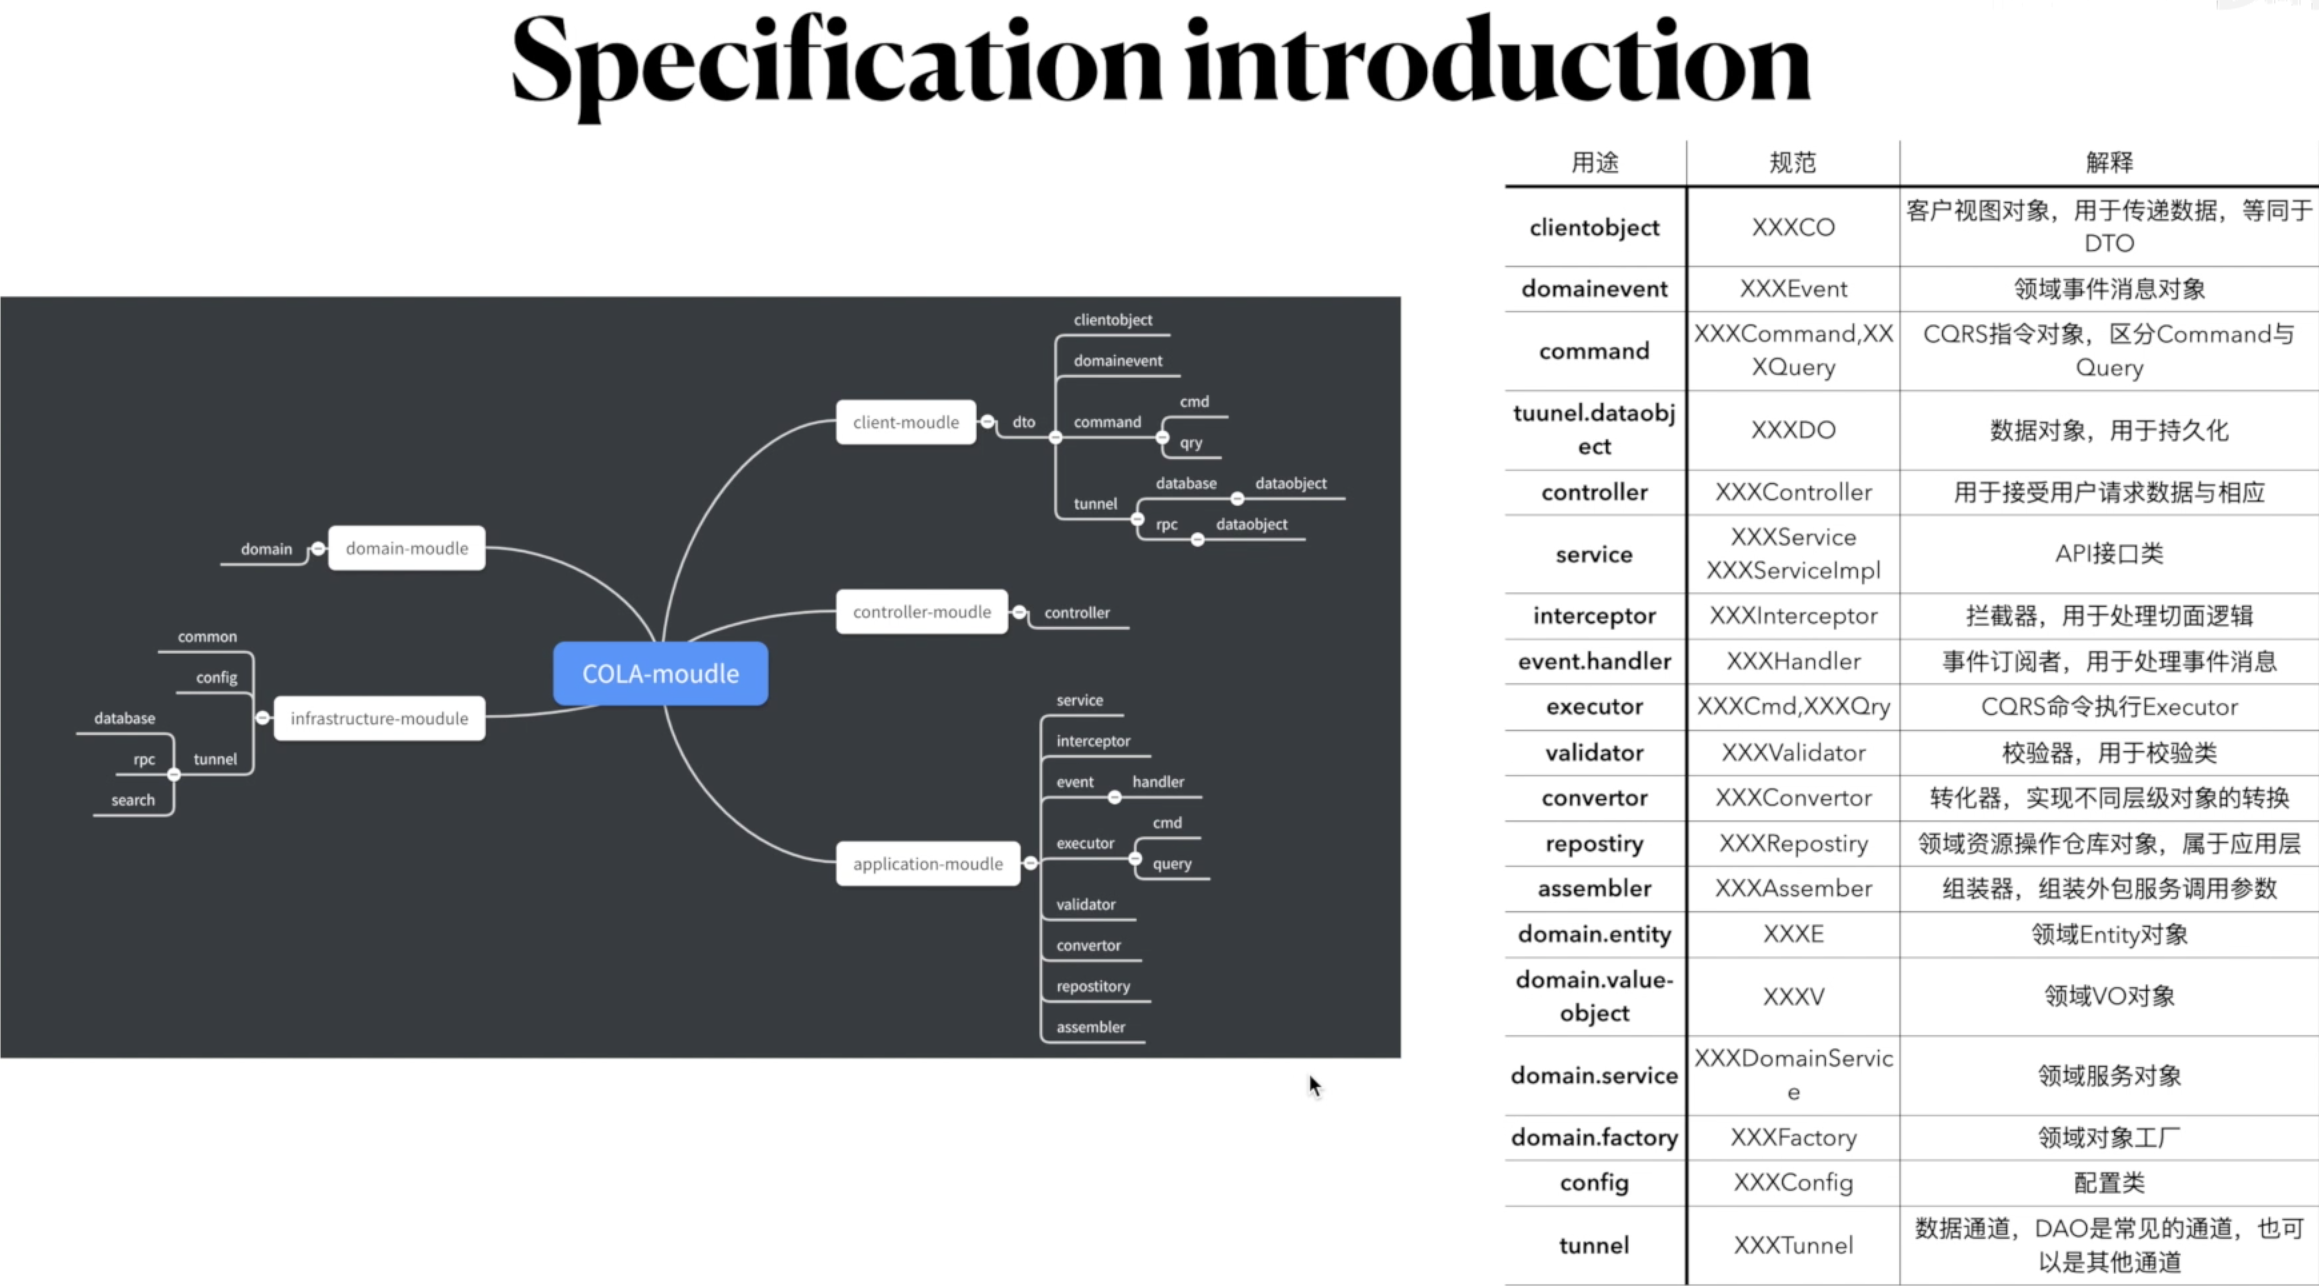 Specification introduction
COLA-moudle
client-moudle
dto
clientobject
domainevent
command
cmd
qry
tunnel
database
dataobject
rpc
dataobject
controller-moudle
controller
application-moudle
service
interceptor
event
handler
executor
cmd
query
validator
convertor
repostitory
assembler
domain-moudle
domain
infrastructure-moudule
common
config
tunnel
database
rpc
search
用途 规范 解释
clientobject XXXCO 客户视图对象，用于传递数据，等同于
DTO
domainevent XXXEvent 领域事件消息对象
command XXXCommand,XX CQRS指令对象，区分Command与
XQuery Query
tuunel.dataobj XXXDO 数据对象，用于持久化
ect
controller XXXController 用于接受用户请求数据与相应
service XXXService API接口类
XXXServiceImpl
interceptor XXXInterceptor 拦截器，用于处理切面逻辑
event.handler XXXHandler 事件订阅者，用于处理事件消息
executor XXXCmd,XXXQry CQRS命令执行Executor
validator XXXValidator 校验器，用于校验类
convertor XXXConvertor 转化器，实现不同层级对象的转换
repostiry XXXRepostiry 领域资源操作仓库对象，属于应用层
assembler XXXAssember 组装器，组装外包服务调用参数
domain.entity XXXE 领域Entity对象
domain.value- XXXV 领域VO对象
object
domain.service XXXDomainServic 领域服务对象
e
domain.factory XXXFactory 领域对象工厂
config XXXConfig 配置类
tunnel XXXTunnel 数据通道，DAO是常见的通道，也可
以是其他通道